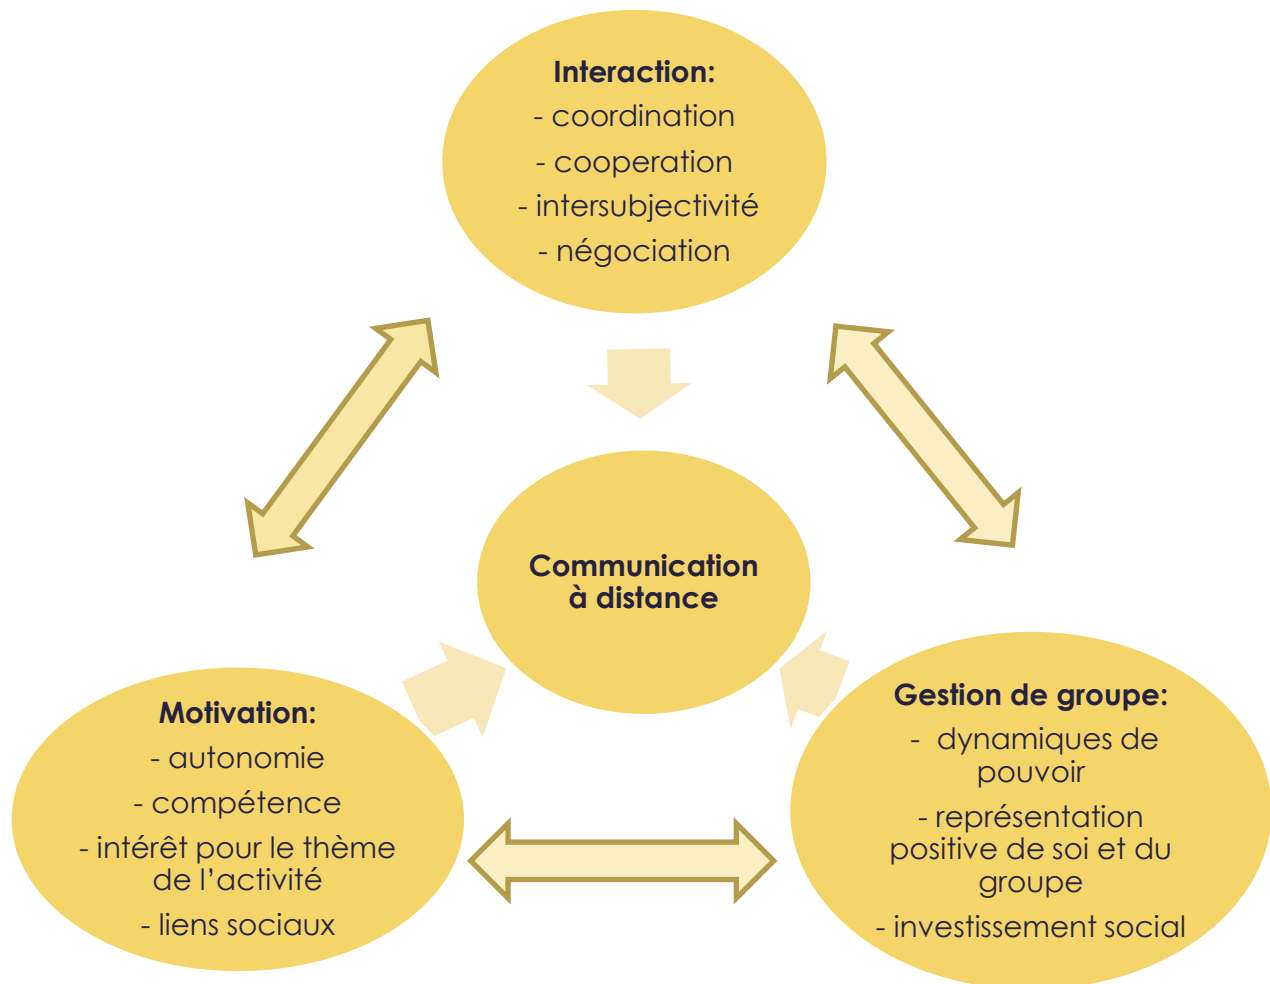 Interaction:
- coordination
- cooperation
- intersubjectivité
- négociation
Communication
à distance
Motivation:
- autonomie
- compétence
- intérêt pour le thème
de l’activité
- liens sociaux
Gestion de groupe:
- dynamiques de
pouvoir
- représentation
positive de soi et du
groupe
- investissement social